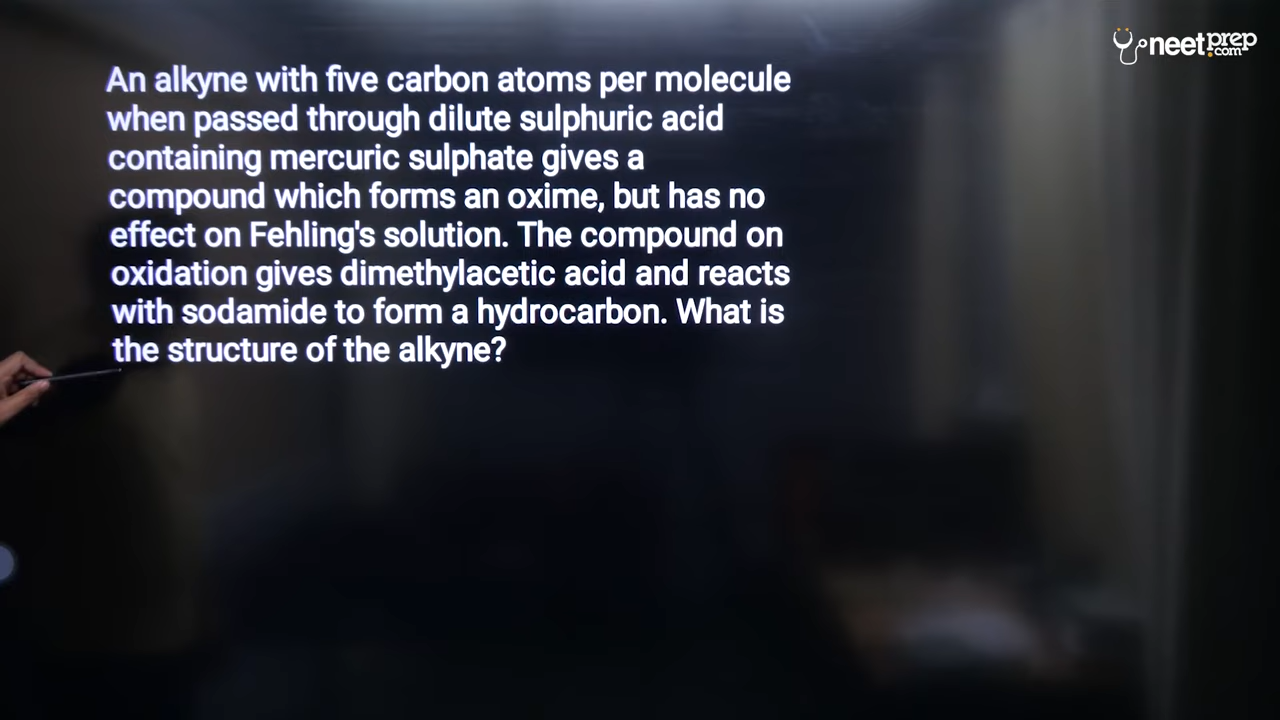 neetprep
.com
An alkyne with five carbon atoms per molecule
when passed through dilute sulphuric acid
containing mercuric sulphate gives a
compound which forms an oxime, but has no
effect on Fehling's solution. The compound on
oxidation gives dimethylacetic acid and reacts
with sodamide to form a hydrocarbon. What is
the structure of the alkyne?